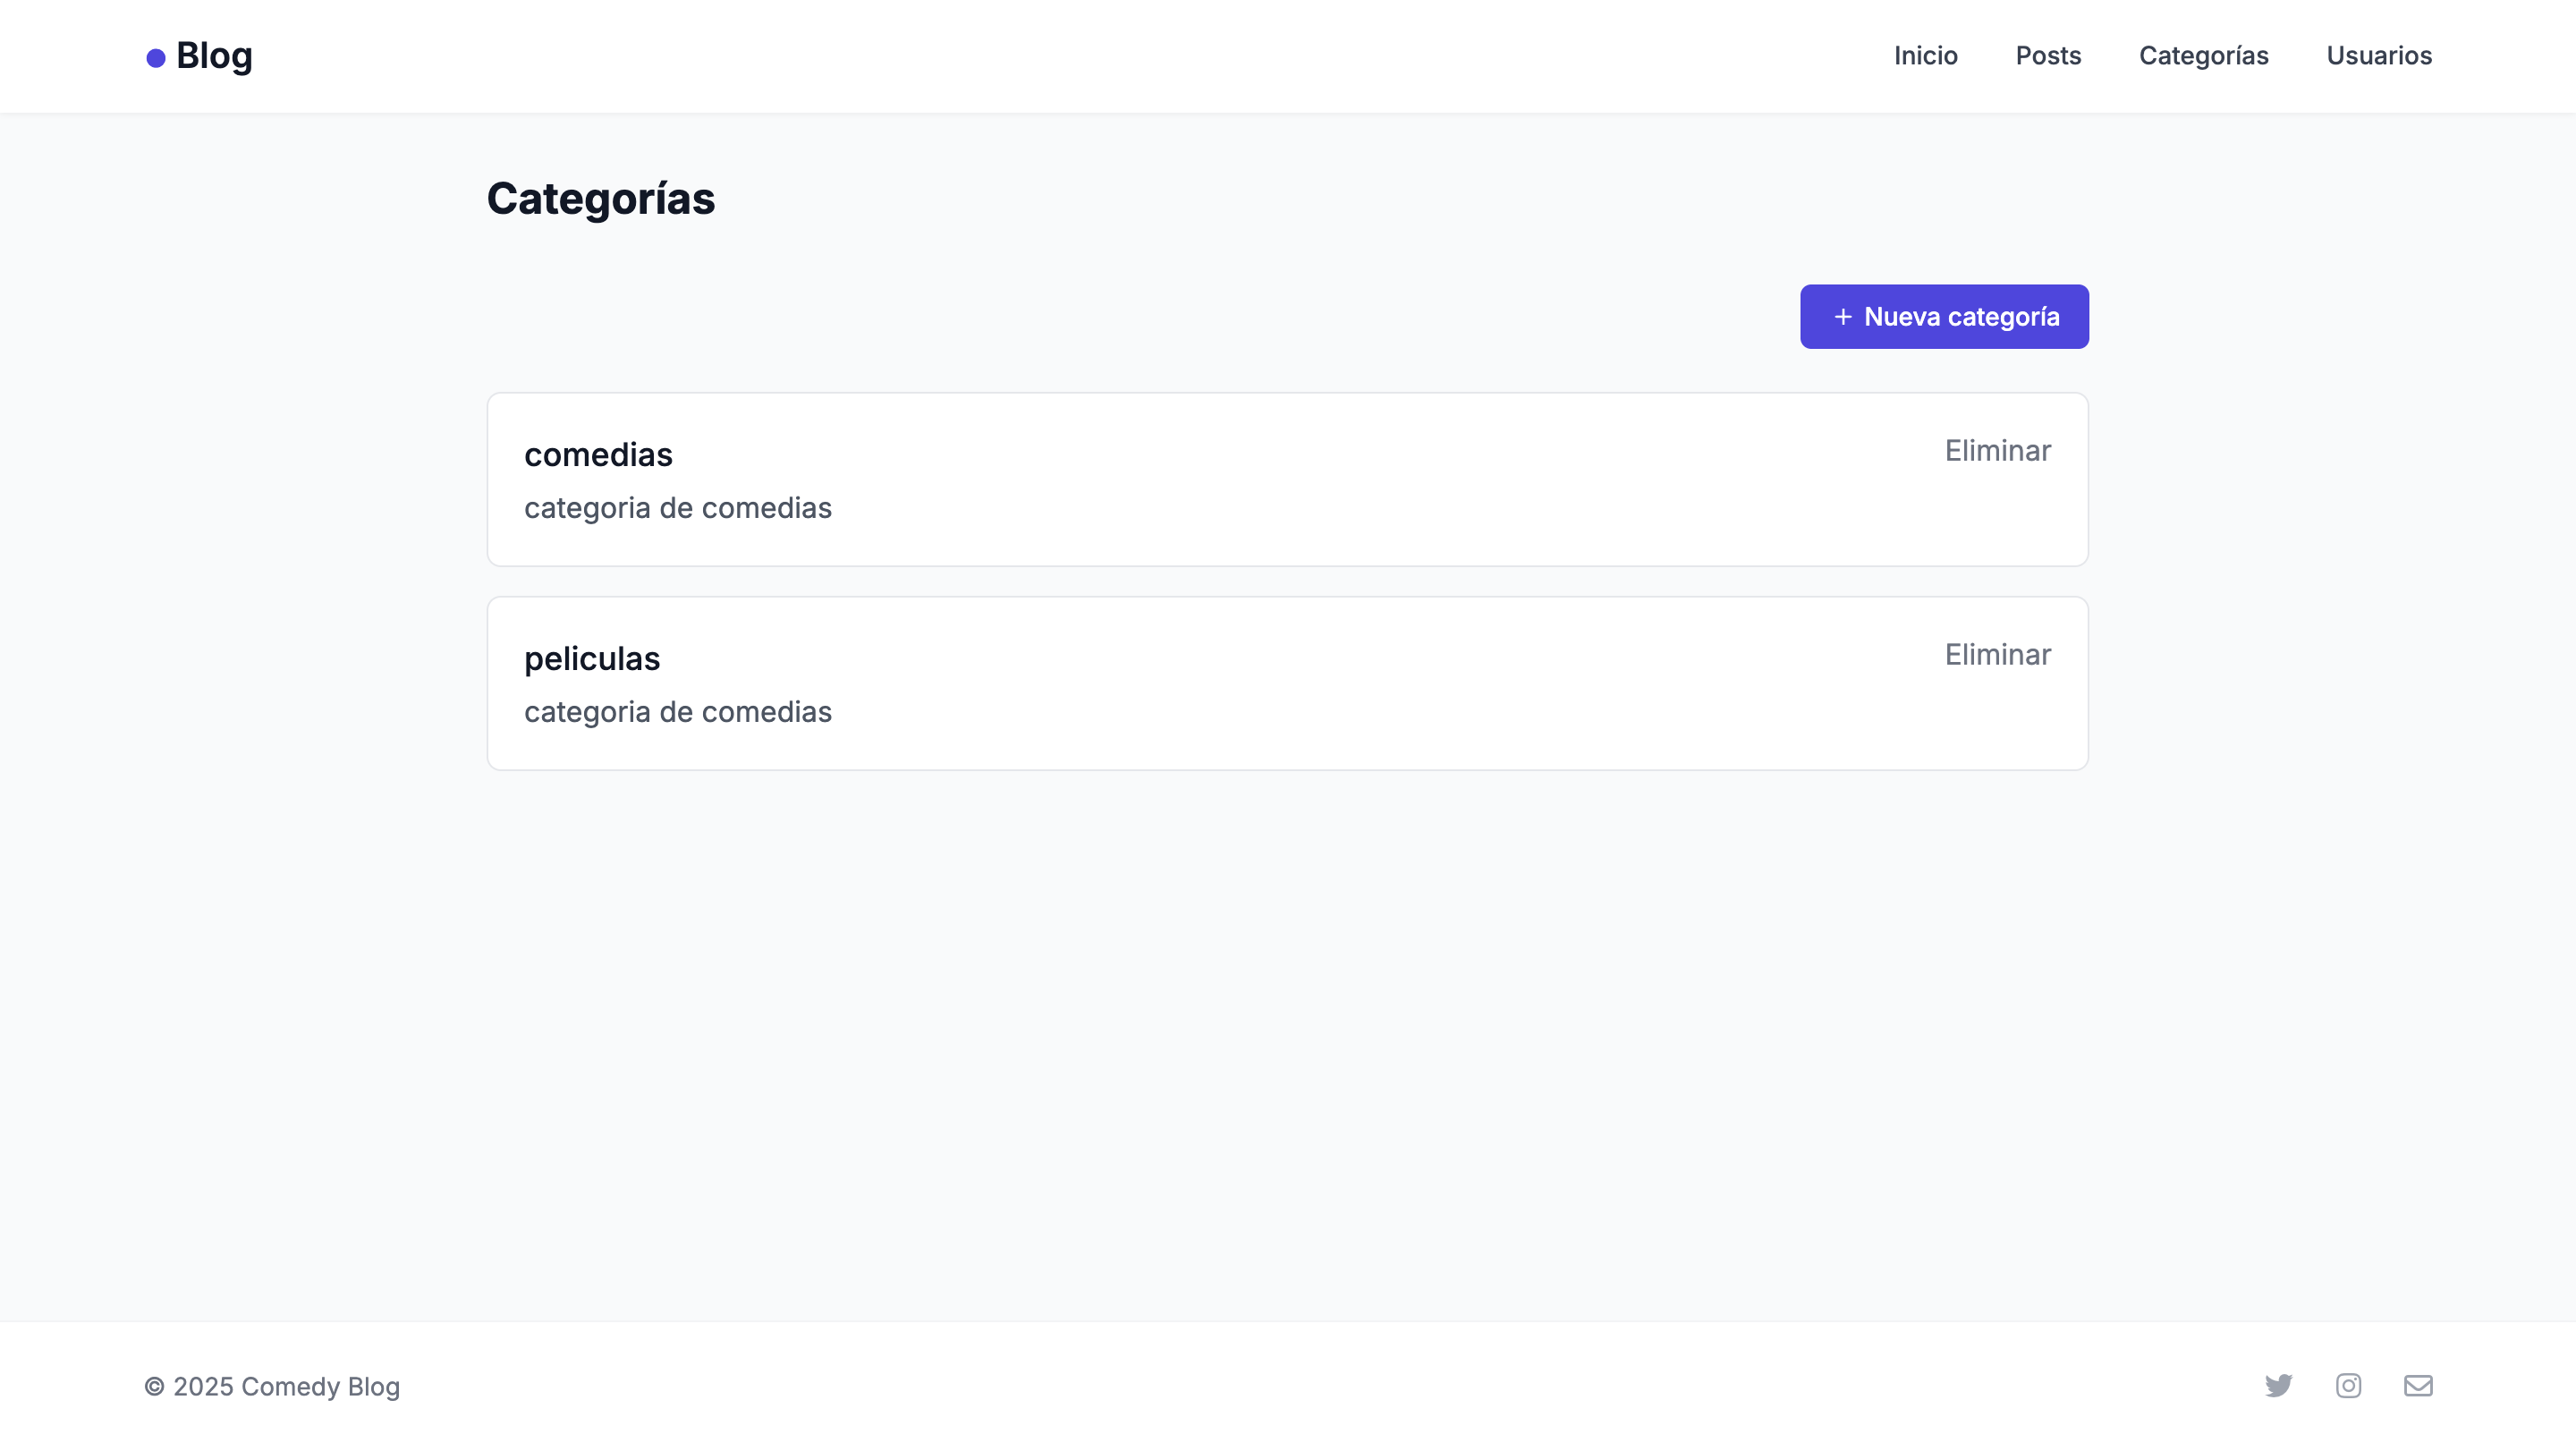 Blog
Inicio Posts Categorías Usuarios
Categorías
+ Nueva categoría
comedias
Eliminar
categoria de comedias
peliculas
Eliminar
categoria de comedias
© 2025 Comedy Blog